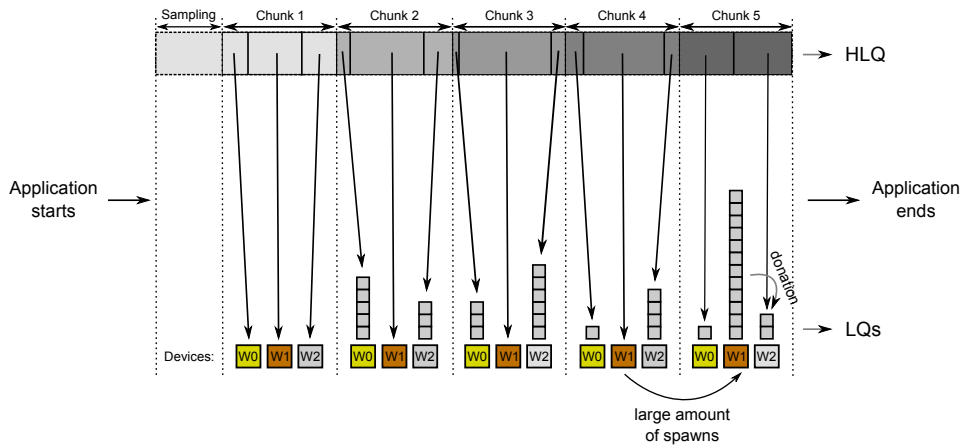 Sampling Chunk 1 Chunk 2 Chunk 3 Chunk 4 Chunk 5
HLQ
Application
starts
Application
ends
donation
LQs
Devices: W0 W1 W2 W0 W1 W2 W0 W1 W2 W0 W1 W2 W0 W1 W2
large amount
of spawns